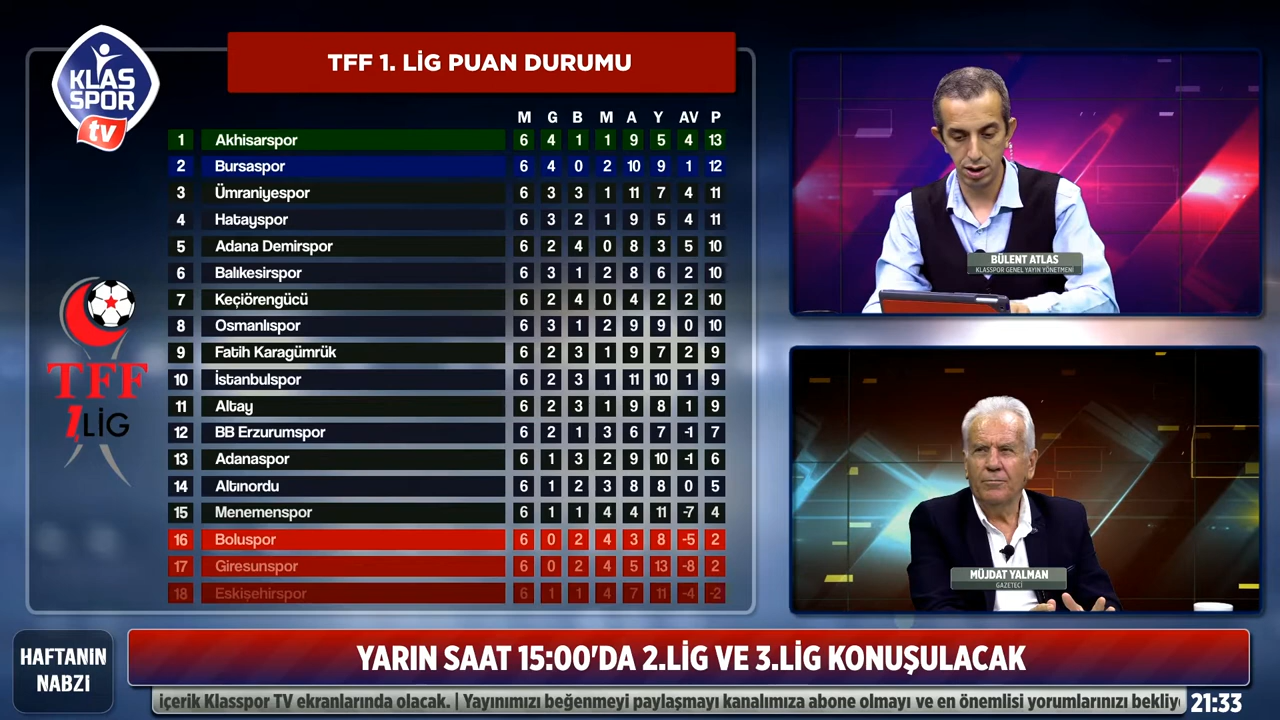 KLAS
SPOR
tv
TFF 1. LİG PUAN DURUMU
M G B M A Y AV P
1 Akhisarspor 6 4 1 1 9 5 4 13
2 Bursaspor 6 4 0 2 10 9 1 12
3 Ümraniyespor 6 3 3 1 11 7 4 11
4 Hatayspor 6 3 2 1 9 5 4 11
5 Adana Demirspor 6 2 4 0 8 3 5 10
6 Balıkesirspor 6 3 1 2 8 6 2 10
7 Keçiörengücü 6 2 4 0 4 2 2 10
8 Osmanlıspor 6 3 1 2 9 9 0 10
9 Fatih Karagümrük 6 2 3 1 9 7 2 9
10 İstanbulspor 6 2 3 1 11 10 1 9
11 Altay 6 2 3 1 9 8 1 9
12 BB Erzurumspor 6 2 1 3 6 7 -1 7
13 Adanaspor 6 1 3 2 9 10 -1 6
14 Altınordu 6 1 2 3 8 8 0 5
15 Menemenspor 6 1 1 4 4 11 -7 4
16 Boluspor 6 0 2 4 3 8 -5 2
17 Giresunspor 6 0 2 4 5 13 -8 2
18 Eskişehirspor 6 1 1 4 7 11 -4 -2
TFF
1.LİG
BÜLENT ATLAS
KLASSPOR GENEL YAYIN YÖNETMENİ
MÜJDAT YALMAN
GAZETECİ
HAFTANIN
NABZI
YARIN SAAT 15:00'DA 2.LİG VE 3.LİG KONUŞULACAK
içerik Klasspor TV ekranlarında olacak. | Yayınımızı beğenmeyi paylaşmayı kanalımıza abone olmayı ve en önemlisi yorumlarınızı bekliy
21:33